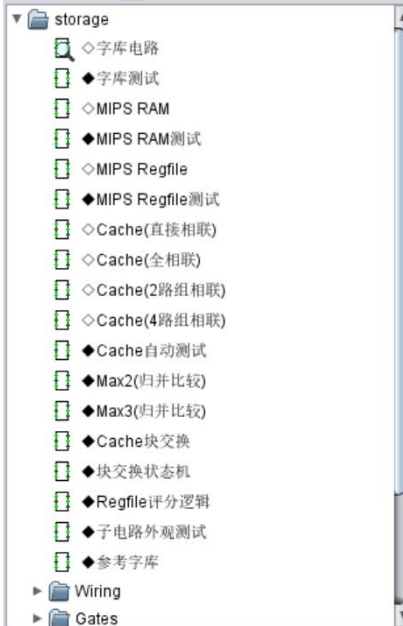 storage
◇字库电路
◆字库测试
◇MIPS RAM
◆MIPS RAM测试
◇MIPS Regfile
◆MIPS Regfile测试
◇Cache(直接相联)
◇Cache(全相联)
◇Cache(2路组相联)
◇Cache(4路组相联)
◆Cache自动测试
◆Max2(归并比较)
◆Max3(归并比较)
◆Cache块交换
◆块交换状态机
◆Regfile评分逻辑
◆子电路外观测试
◆参考字库
Wiring
Gates